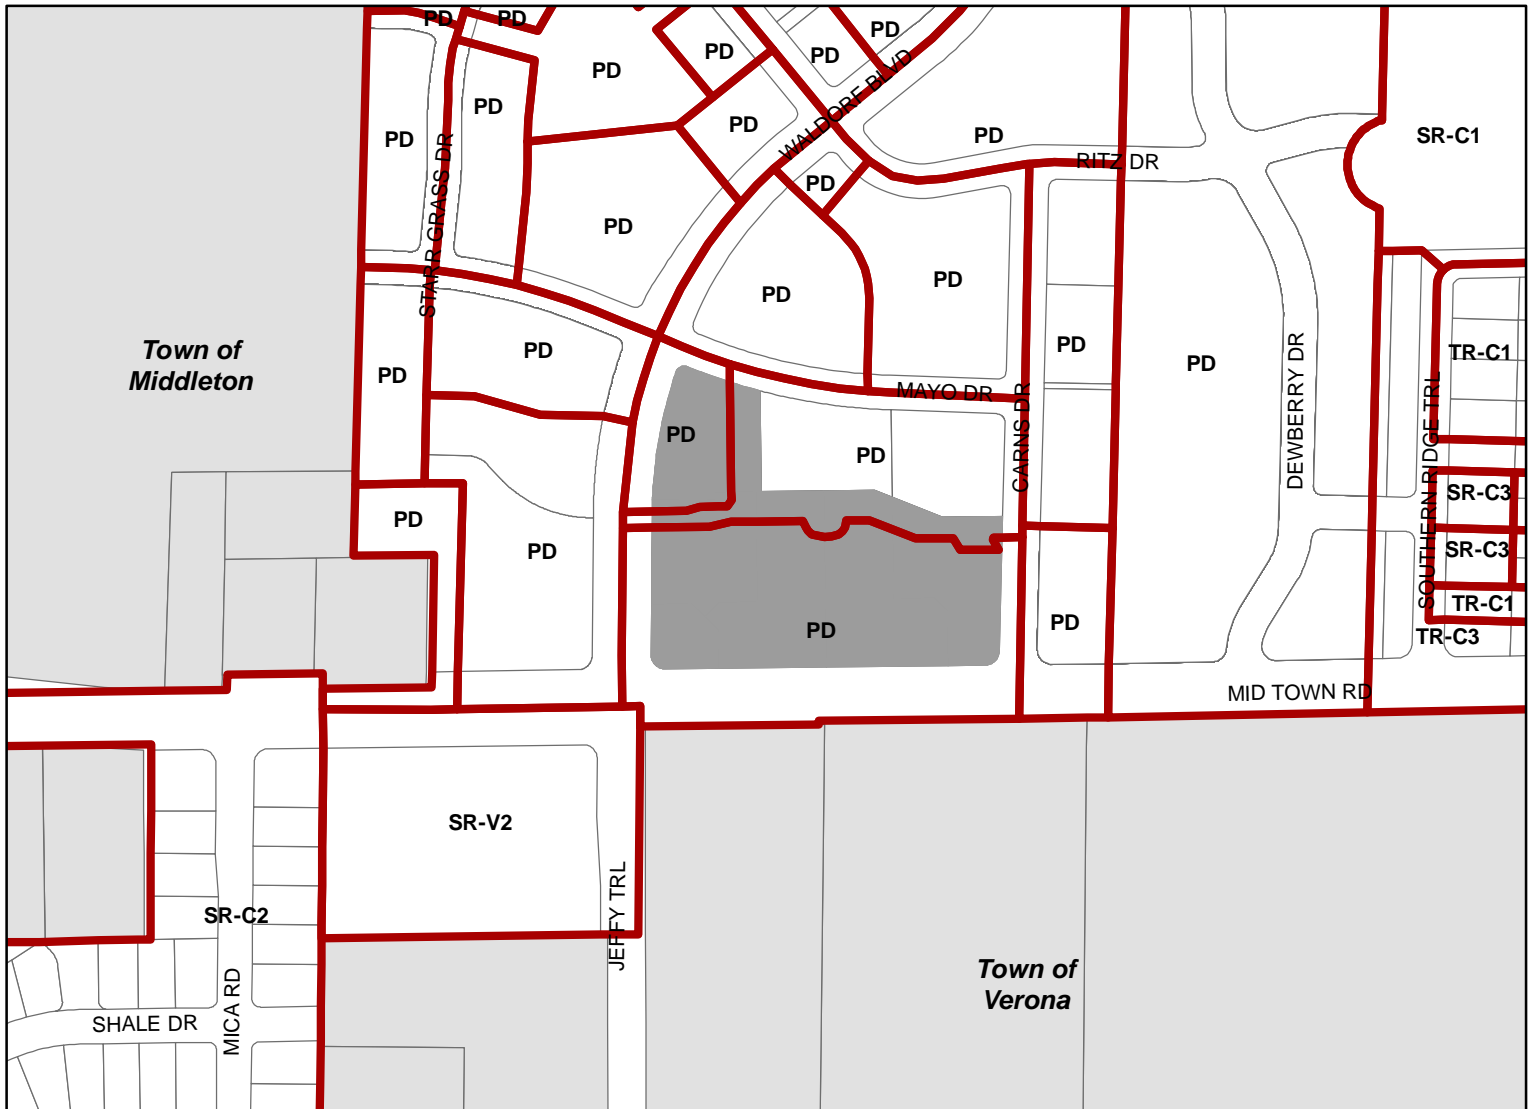 PD
PD
PD
PD
PD
PD
PD
WALDORF BLVD
PD
PD
PD
SR-C1
STARR GRASS DR
RITZ DR
PD
PD
PD
PD
PD
PD
PD
PD
PD
Town of
Middleton
TR-C1
MAYO DR
CARNS DR
DEWBERRY DR
SOUTHERN RIDGE TRL
PD
PD
SR-C3
PD
PD
SR-C3
TR-C1
PD
PD
TR-C3
MID TOWN RD
SR-V2
JEFFY TRL
SR-C2
MICA RD
SHALE DR
Town of
Verona